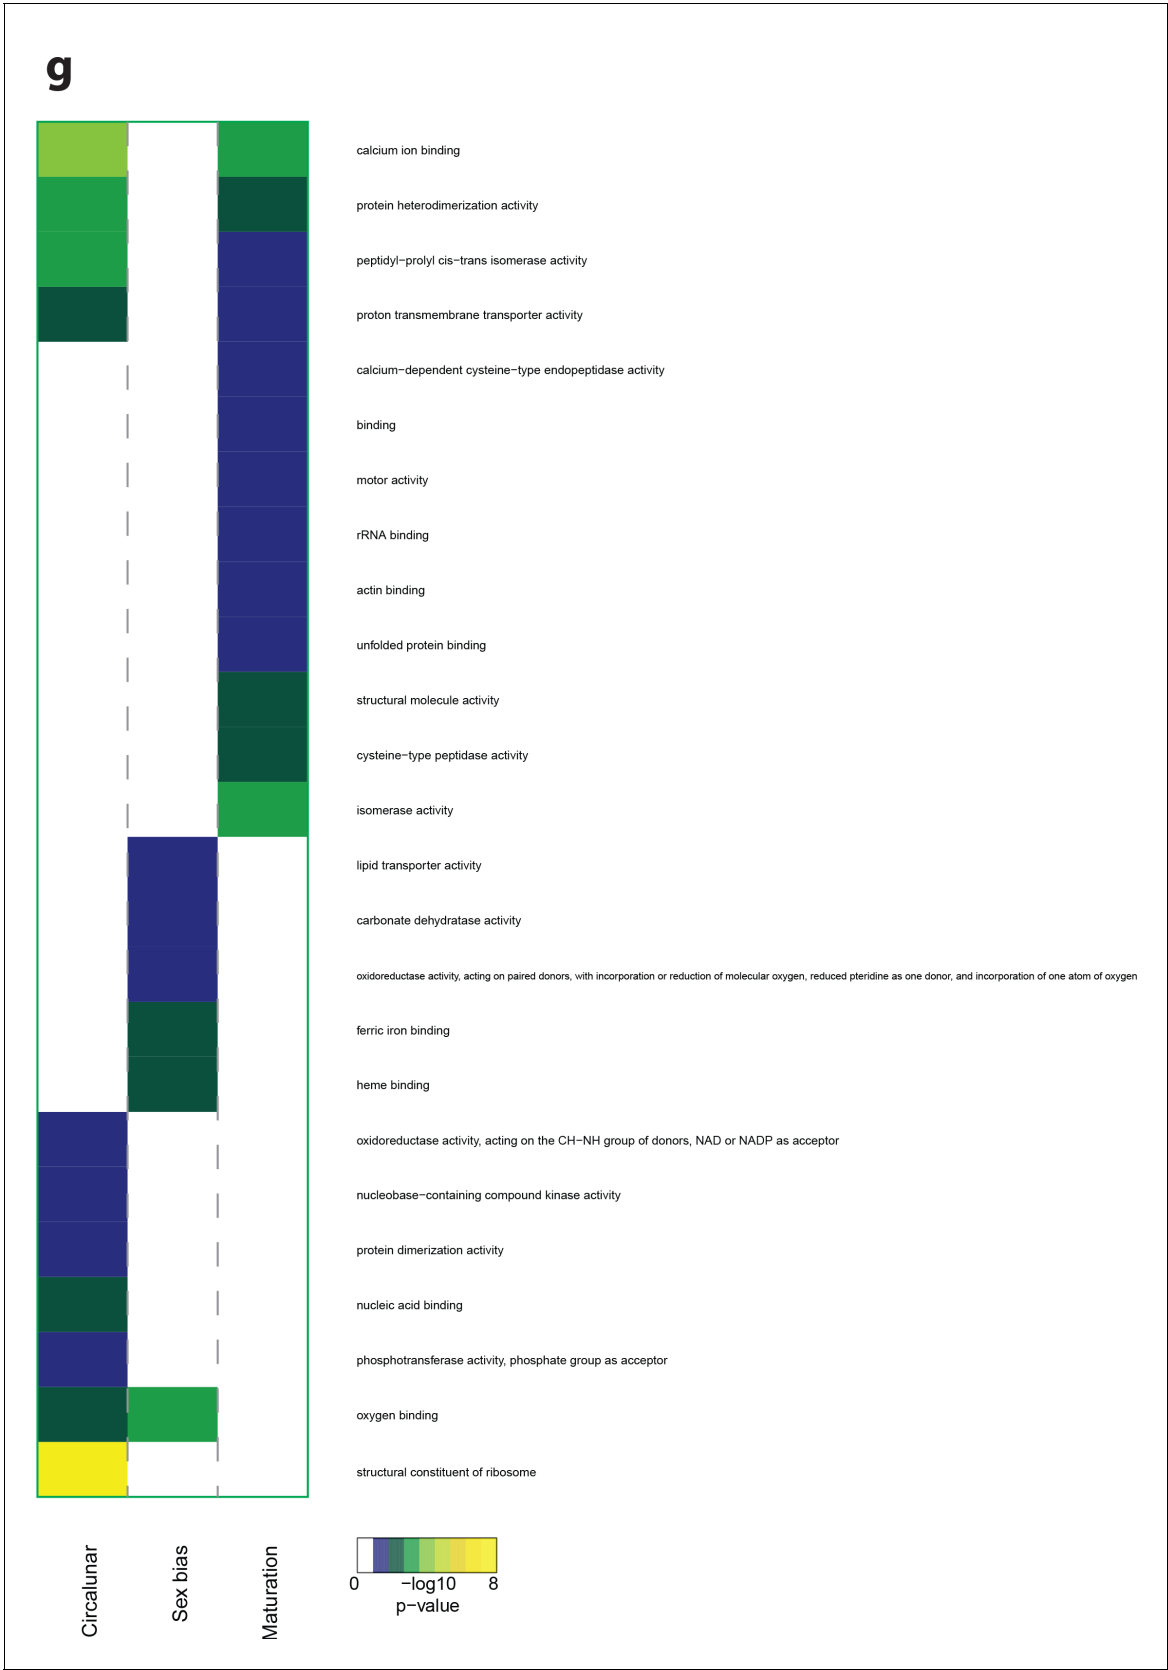 g
calcium ion binding
protein heterodimerization activity
peptidyl−prolyl cis−trans isomerase activity
proton transmembrane transporter activity
calcium−dependent cysteine−type endopeptidase activity
binding
motor activity
rRNA binding
actin binding
unfolded protein binding
structural molecule activity
cysteine−type peptidase activity
isomerase activity
lipid transporter activity
carbonate dehydratase activity
oxidoreductase activity, acting on paired donors, with incorporation or reduction of molecular oxygen, reduced pteridine as one donor, and incorporation of one atom of oxygen
ferric iron binding
heme binding
oxidoreductase activity, acting on the CH−NH group of donors, NAD or NADP as acceptor
nucleobase−containing compound kinase activity
protein dimerization activity
nucleic acid binding
phosphotransferase activity, phosphate group as acceptor
oxygen binding
structural constituent of ribosome
Circalunar
Sex bias
Maturation
0 −log10 8
p−value